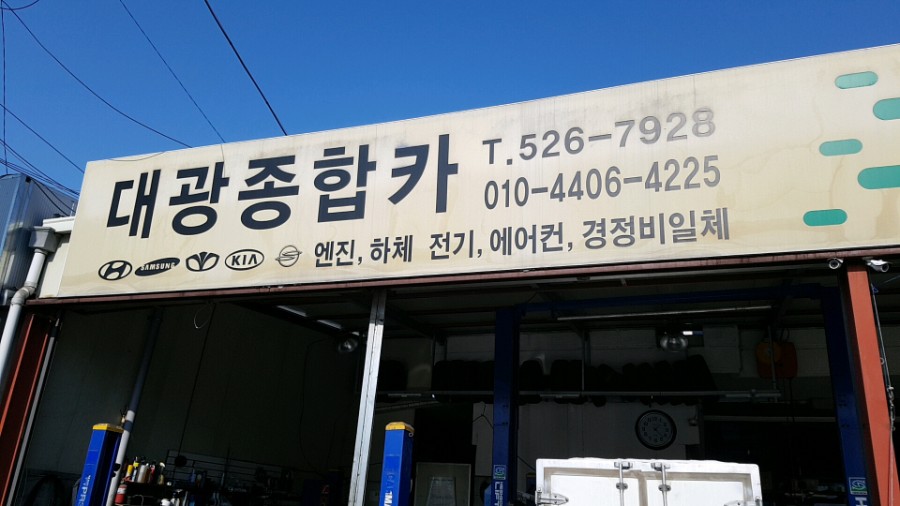 대광종합카
T.526-7928
010-4406-4225
SAMSUNG KIA
엔진, 하체 전기, 에어컨, 경정비일체